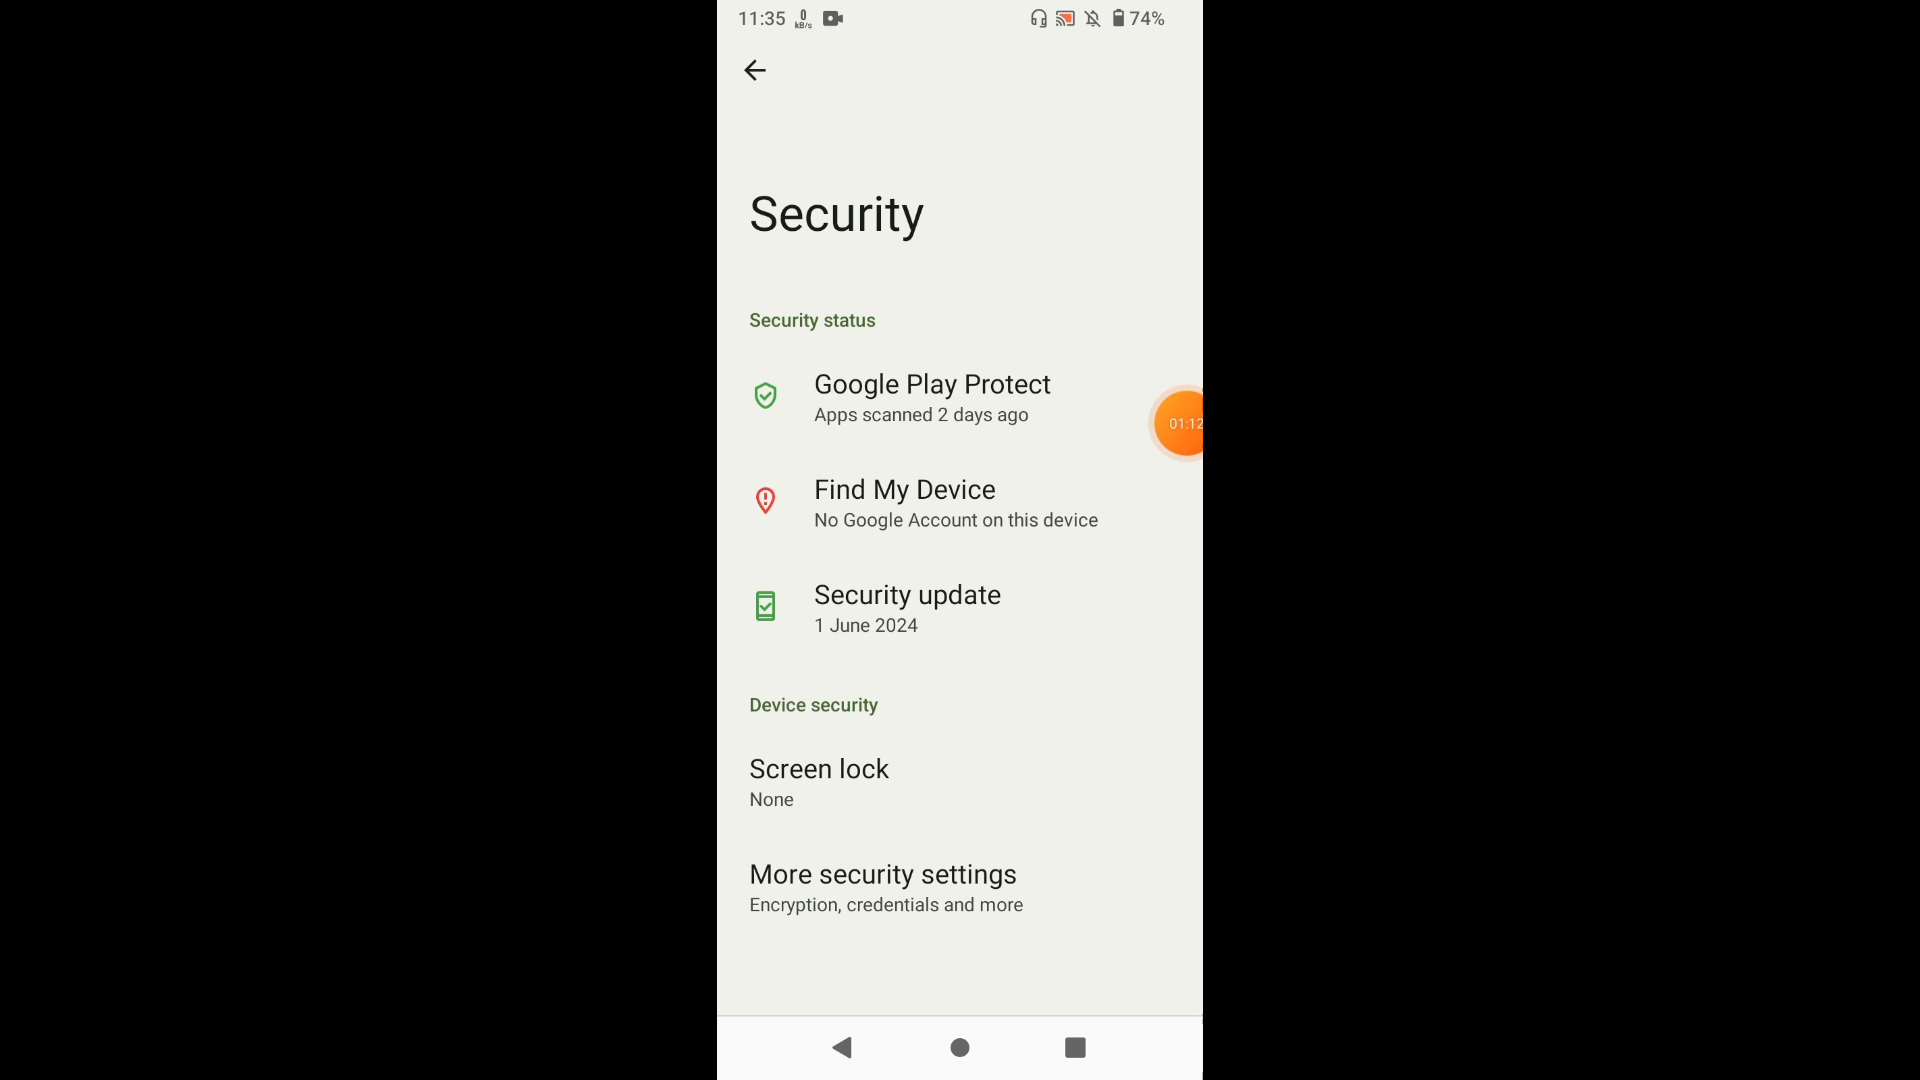 11:35 0 kB/s 74%
Security
Security status
Google Play Protect
Apps scanned 2 days ago
01:12
Find My Device
No Google Account on this device
Security update
1 June 2024
Device security
Screen lock
None
More security settings
Encryption, credentials and more